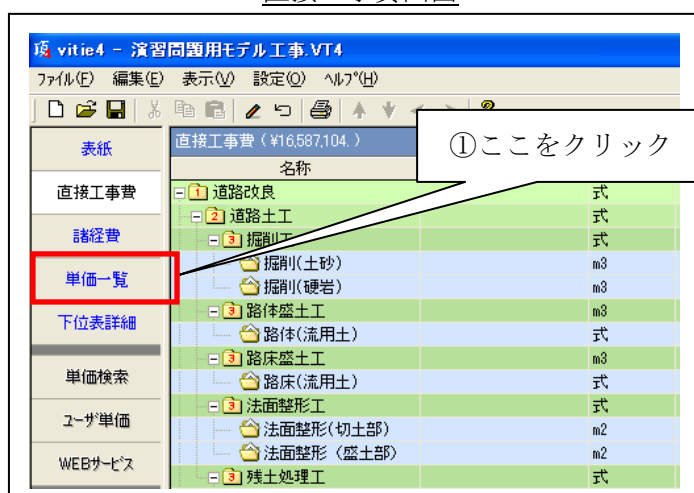 vitie4 - 演習問題用モデル工事.VT4
ファイル(F) 編集(E) 表示(V) 設定(O) ヘルプ(H)
表紙
直接工事費
諸経費
単価一覧
下位表詳細
単価検索
ユーザ単価
WEBサービス
直接工事費 ( ¥16,587,104. )
名称
1 道路改良 式
2 道路土工 式
3 掘削工 式
掘削(土砂) m3
掘削(硬岩) m3
3 路体盛土工 m3
路体(流用土) 式
3 路床盛土工 m3
路床(流用土) 式
3 法面整形工 式
法面整形(切土部) m2
法面整形 (盛土部) m2
3 残土処理工 式
①ここをクリック